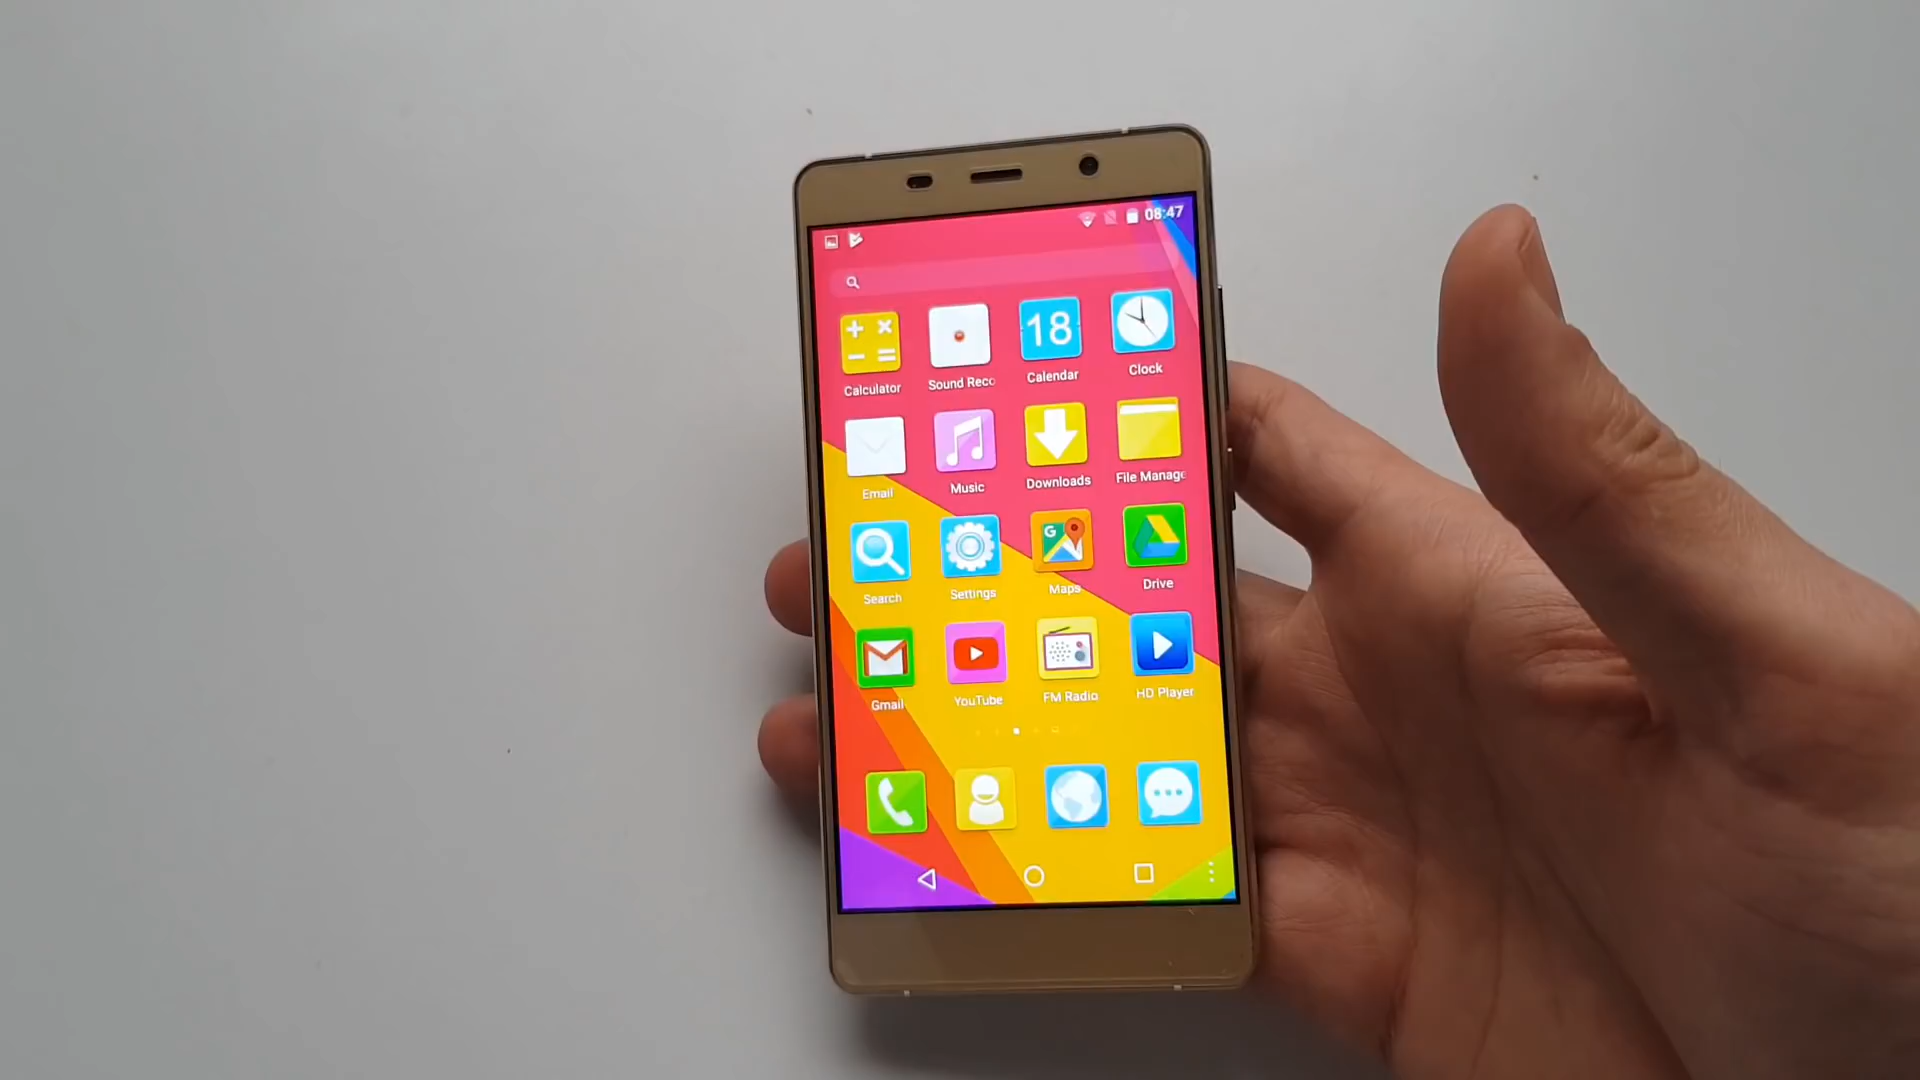 08:47
18
Calculator
Sound Reco
Calendar
Clock
Email
Music
Downloads
File Manage
G
Search
Settings
Maps
Drive
Gmail
YouTube
FM Radio
HD Player